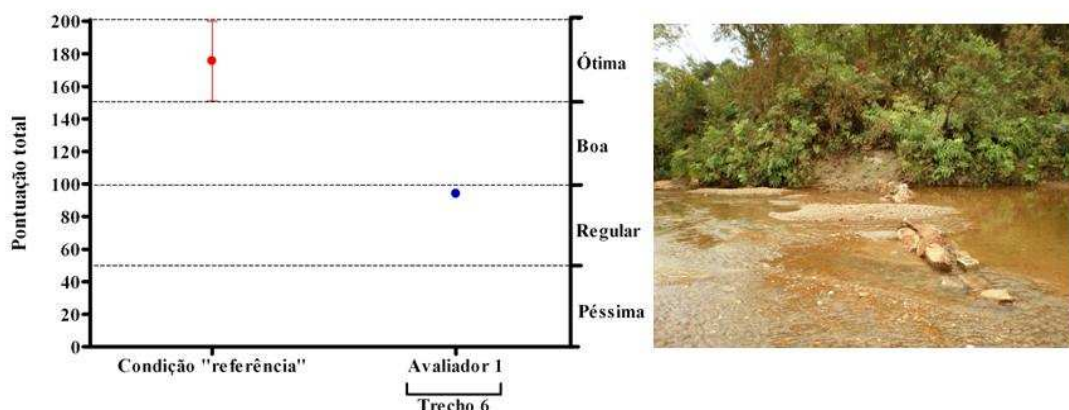 Pontuação total
200
180
160
140
120
100
80
60
40
20
0
Ótima
Boa
Regular
Péssima
Condição "referência"
Avaliador 1
Trecho 6